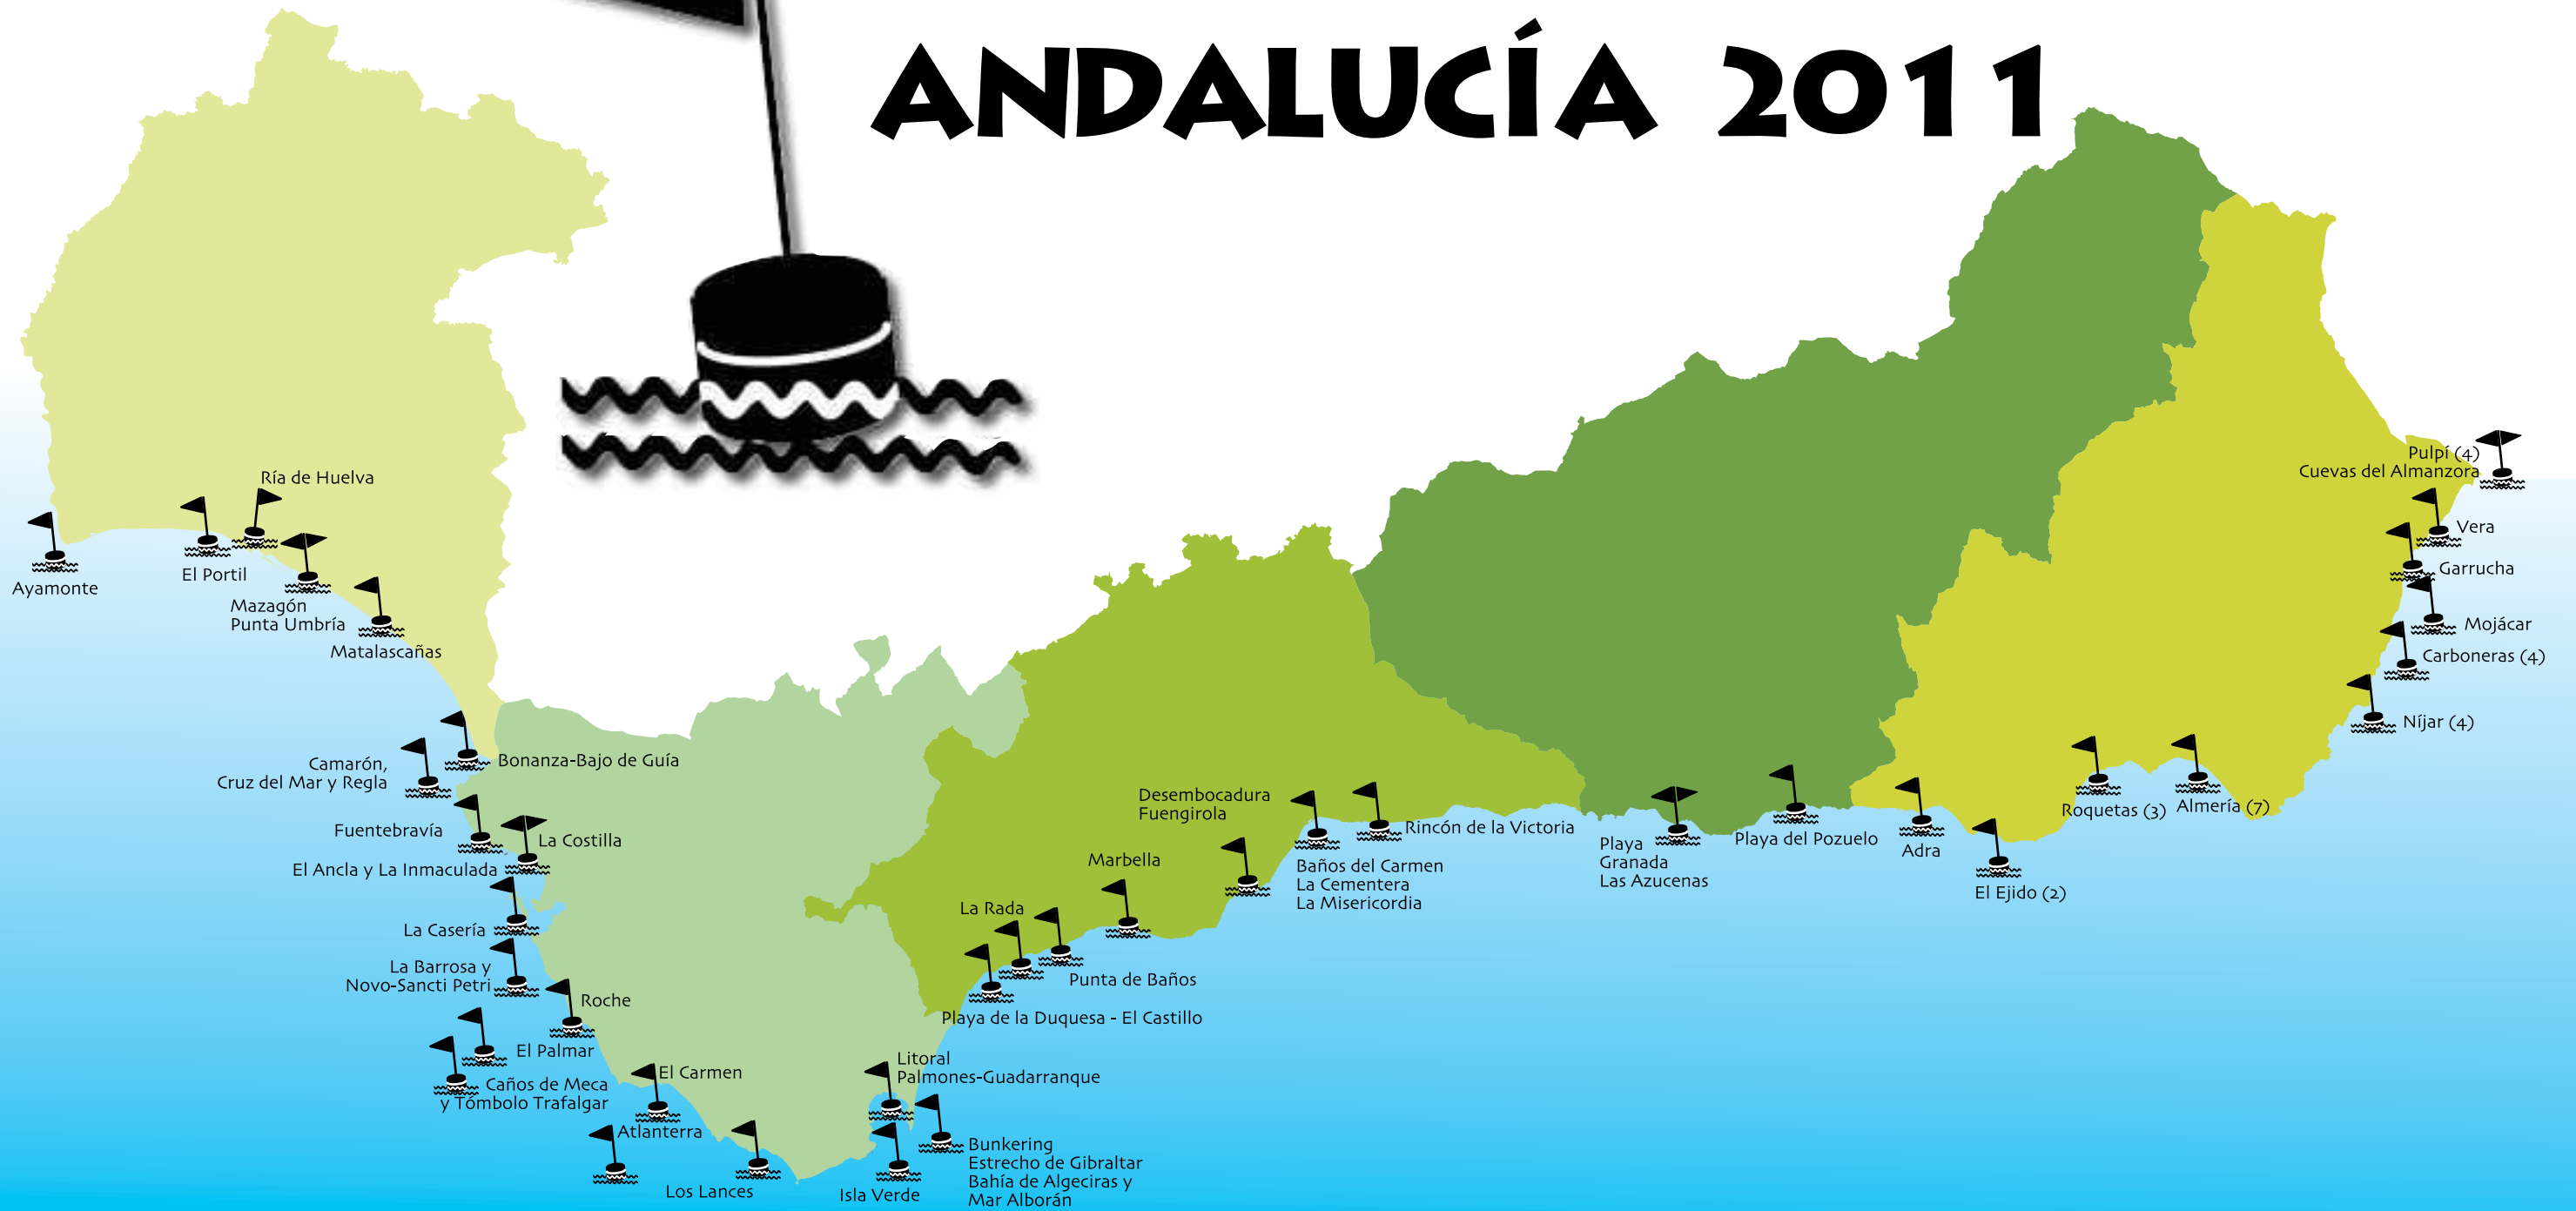 ANDALUCÍA 2011
Ría de Huelva
Ayamonte
El Portil
Mazagón
Punta Umbría
Matalascañas
Bonanza-Bajo de Guía
Camarón,
Cruz del Mar y Regla
Fuentebravía
La Costilla
El Ancla y La Inmaculada
La Casería
La Barrosa y
Novo-Sancti Petri
Roche
El Palmar
Caños de Meca
y Tómbolo Trafalgar
El Carmen
Atlanterra
Los Lances
Isla Verde
Litoral
Palmones-Guadarranque
Bunkering
Estrecho de Gibraltar
Bahía de Algeciras y
Mar Alborán
Playa de la Duquesa - El Castillo
La Rada
Punta de Baños
Marbella
Desembocadura
Fuengirola
Baños del Carmen
La Cementera
La Misericordia
Rincón de la Victoria
Playa
Granada
Las Azucenas
Playa del Pozuelo
Adra
El Ejido (2)
Roquetas (3)
Almería (7)
Níjar (4)
Carboneras (4)
Mojácar
Garrucha
Vera
Pulpí (4)
Cuevas del Almanzora